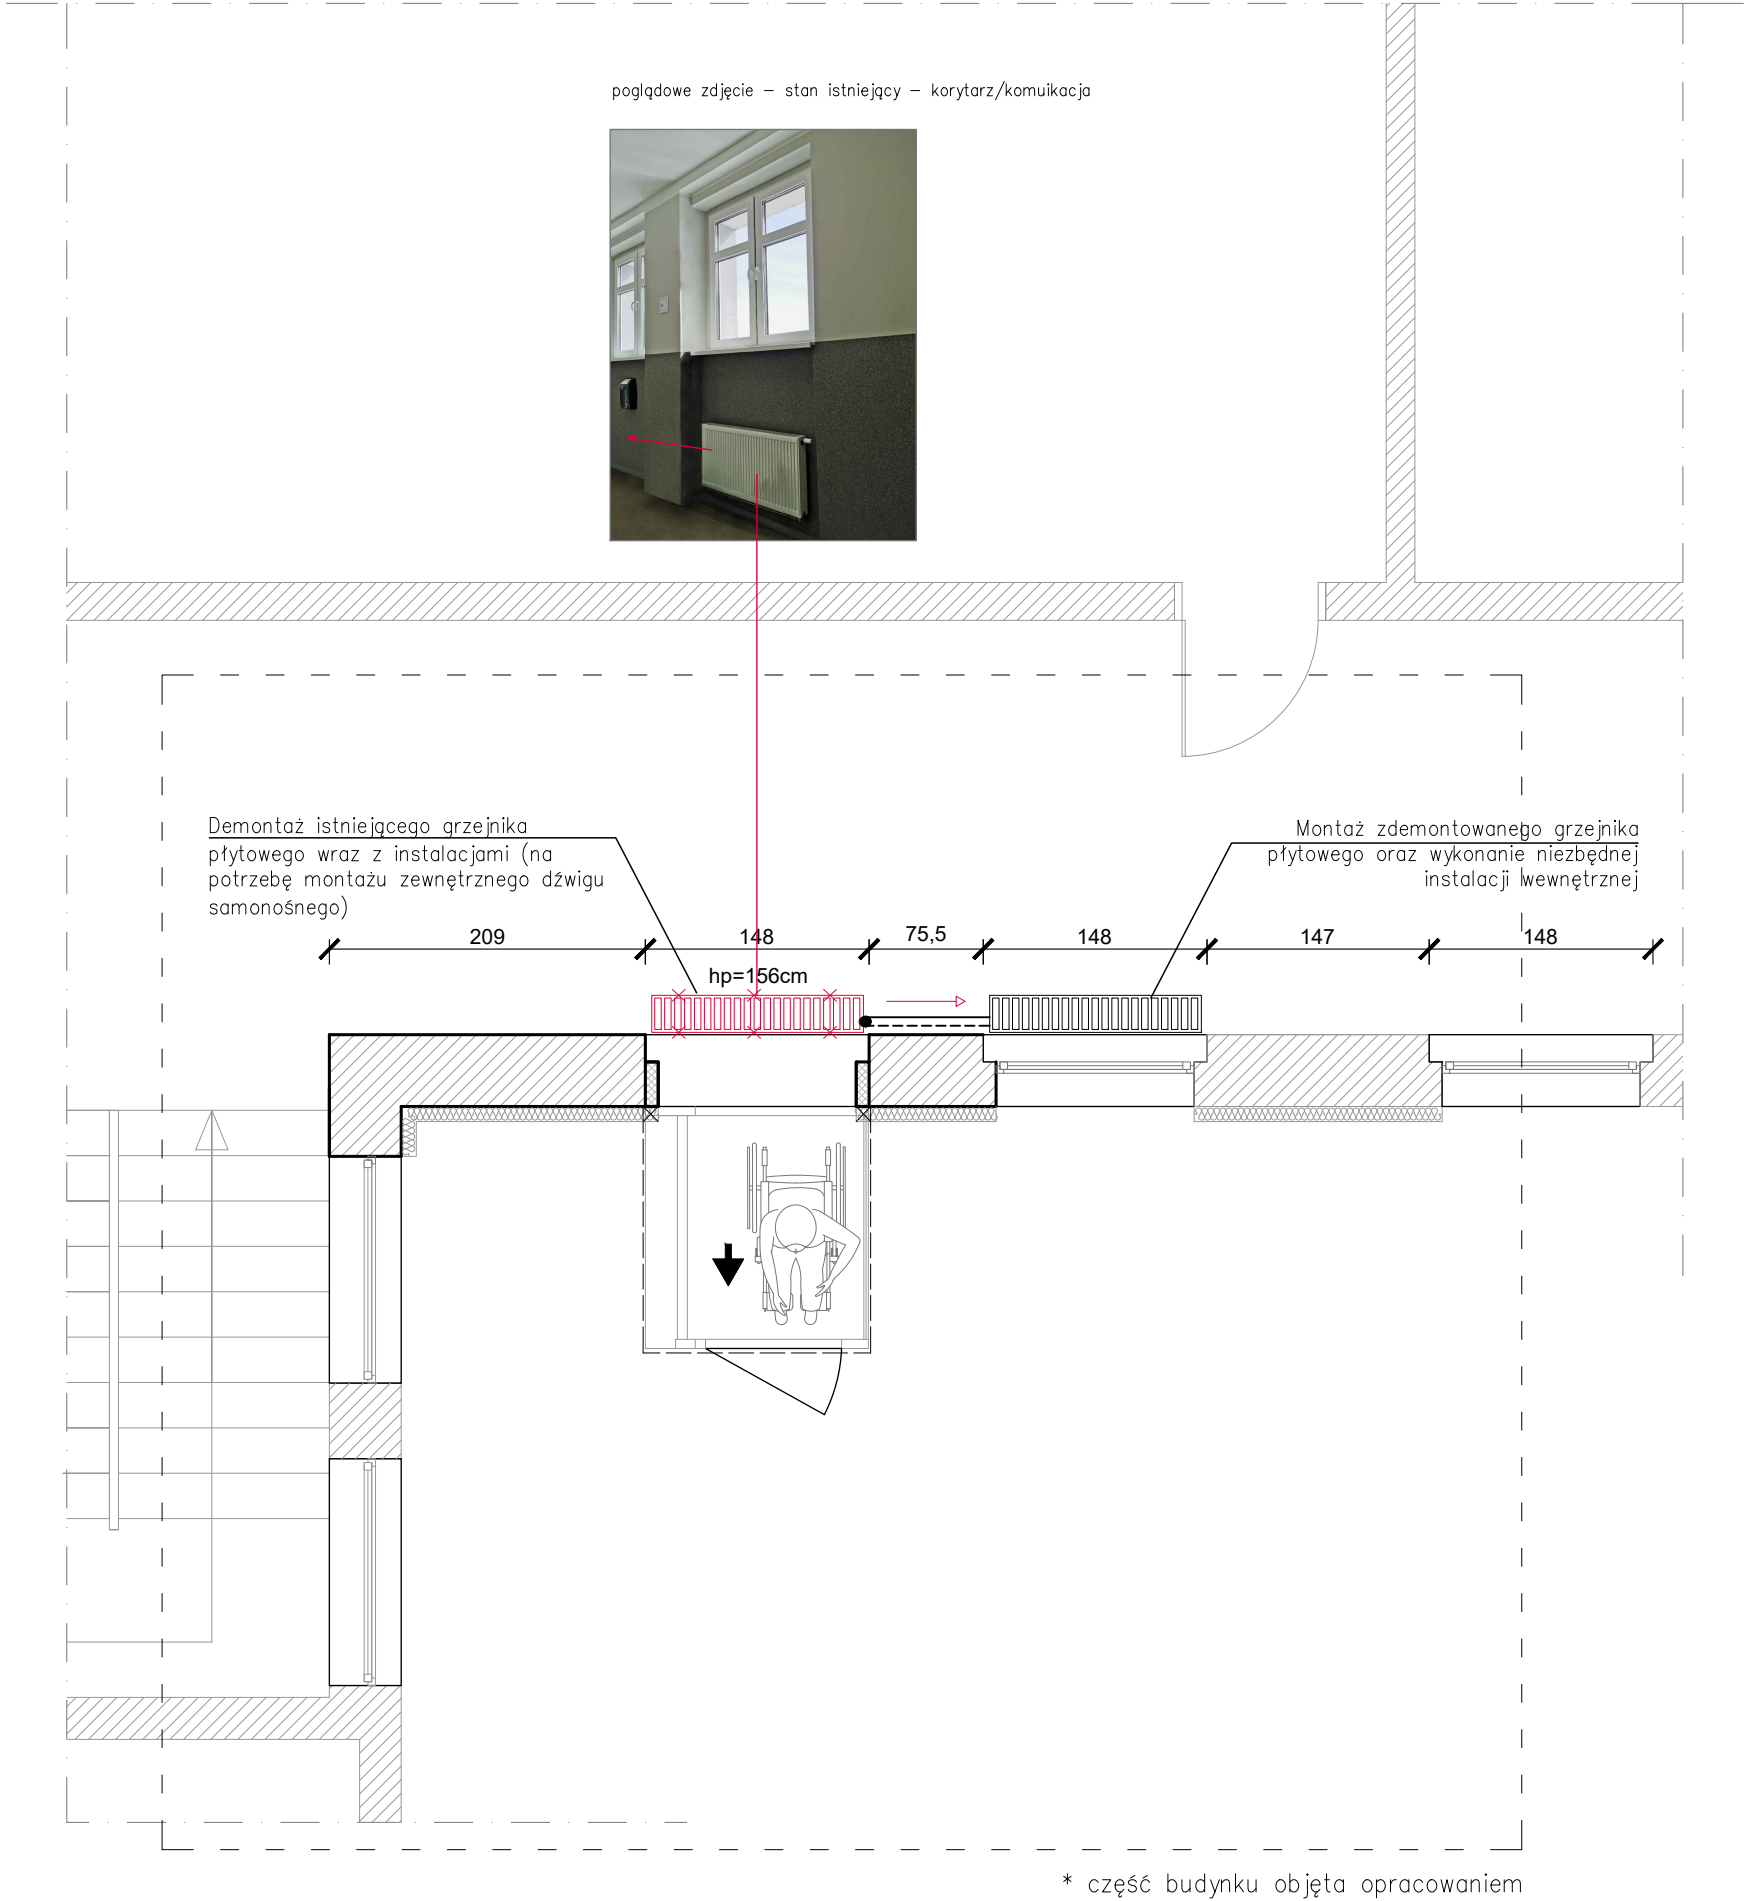 poglądowe zdjęcie – stan istniejący – korytarz/komuikacja
Demontaż istniejącego grzejnika
płytowego wraz z instalacjami (na
potrzebę montażu zewnętrznego dźwigu
samonośnego)
Montaż zdemontowanego grzejnika
płytowego oraz wykonanie niezbędnej
instalacji wewnętrznej
209 148 75,5 148 147 148
hp=156cm
* część budynku objęta opracowaniem